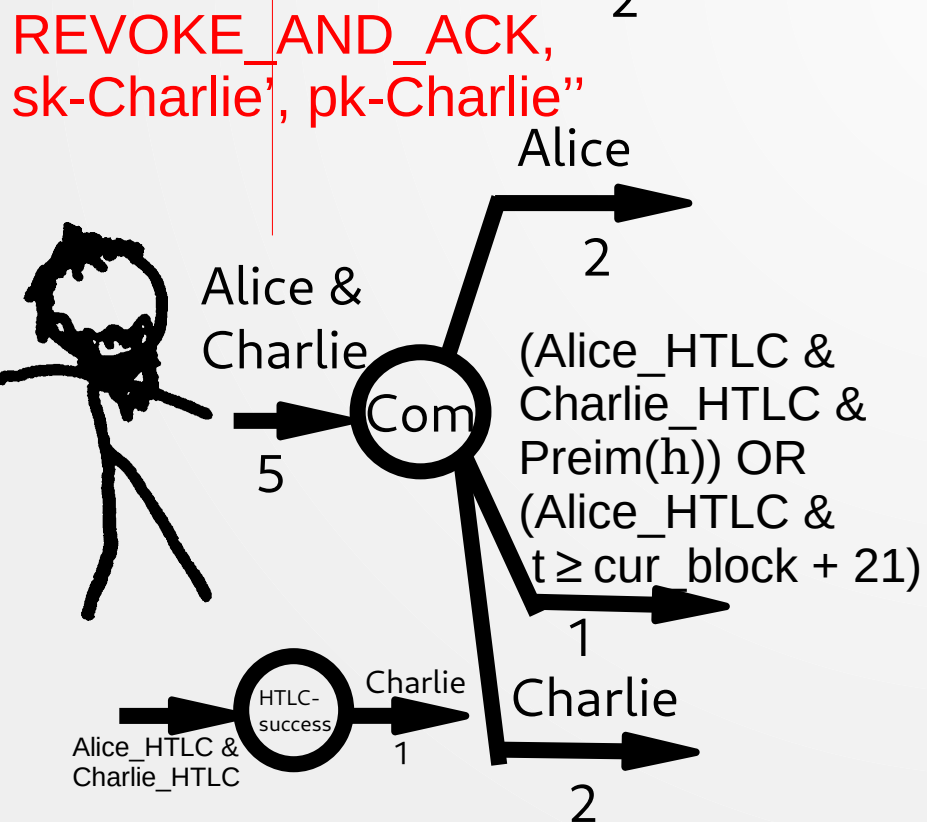 2
REVOKE_AND_ACK,
sk-Charlie’, pk-Charlie’’
Alice
2
Alice &
Charlie
Com
5
(Alice_HTLC &
Charlie_HTLC &
Preim(h)) OR
(Alice_HTLC &
t ≥ cur_block + 21)
1
HTLC-
success
Charlie
1
Alice_HTLC &
Charlie_HTLC
Charlie
2